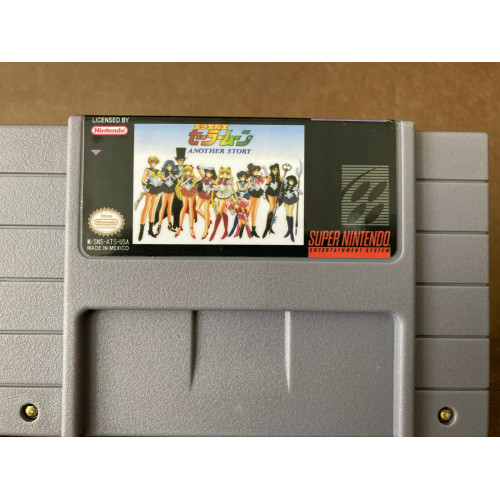 LICENSED BY
Nintendo
セーラームーン
ANOTHER STORY
M/SNS-ATS-USA
MADE IN MEXICO
SUPER NINTENDO
ENTERTAINMENT SYSTEM